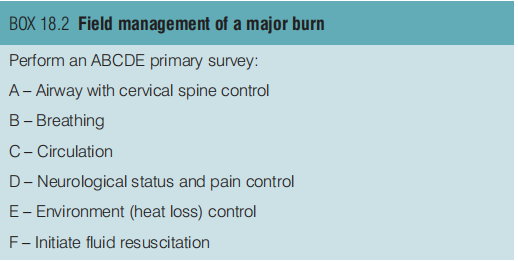 BOX 18.2 Field management of a major burn
Perform an ABCDE primary survey:
A – Airway with cervical spine control
B – Breathing
C – Circulation
D – Neurological status and pain control
E – Environment (heat loss) control
F – Initiate fluid resuscitation